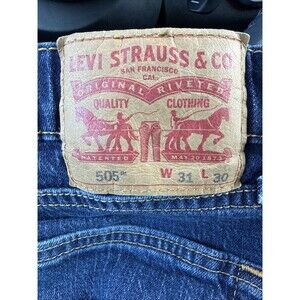 LEVI STRAUSS & CO
SAN FRANCISCO
CAL.
ORIGINAL RIVETED
QUALITY CLOTHING
PATENTED MAY 20 1873
505* W 31 L 30